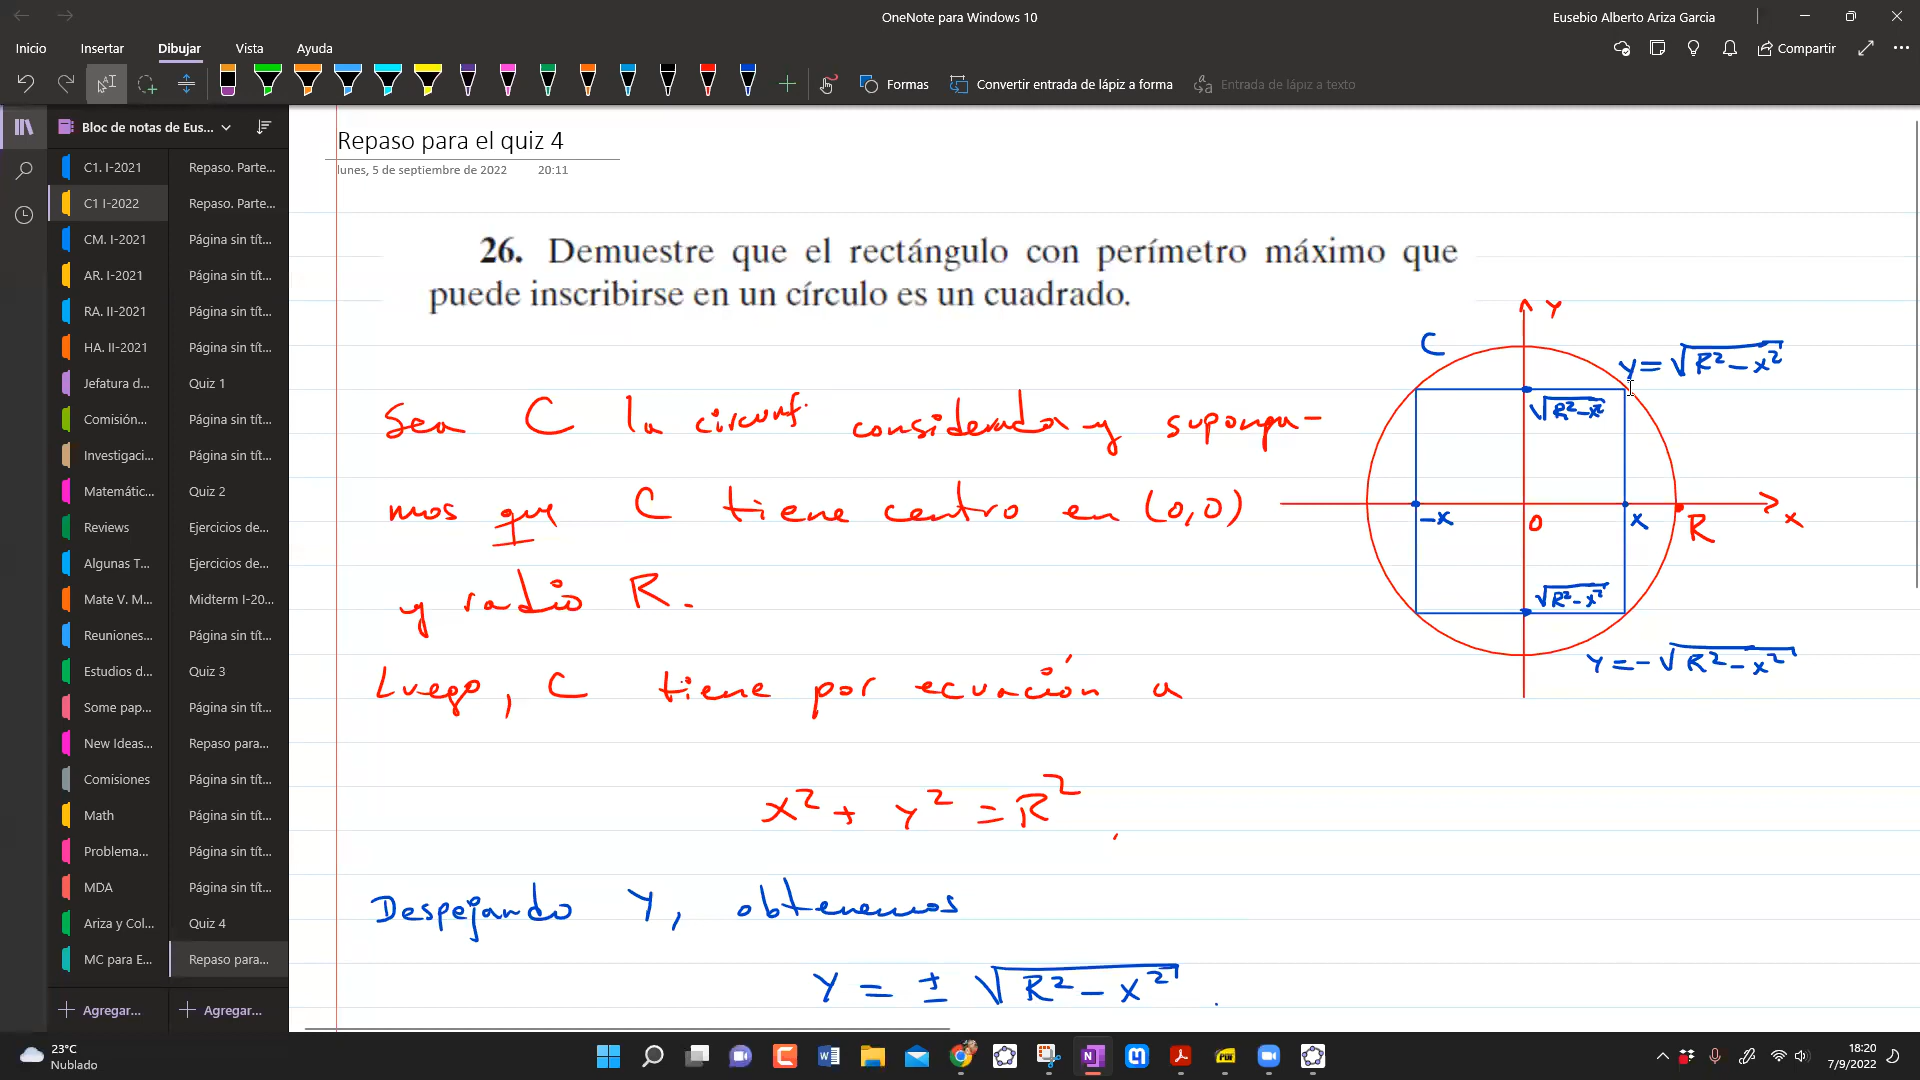 OneNote para Windows 10
Eusebio Alberto Ariza Garcia
Inicio
Insertar
Dibujar
Vista
Ayuda
Compartir
Formas
Convertir entrada de lápiz a forma
Entrada de lápiz a texto
Bloc de notas de Eus...
C1. I-2021
C1 I-2022
CM. I-2021
AR. I-2021
RA. II-2021
HA. II-2021
Jefatura d...
Comisión...
Investigaci...
Matemátic...
Reviews
Algunas T...
Mate V. M...
Reuniones...
Estudios d...
Some pap...
New Ideas...
Comisiones
Math
Problema...
MDA
Ariza y Col...
MC para E...
Agregar...
Repaso. Parte...
Repaso. Parte...
Página sin tít...
Página sin tít...
Página sin tít...
Página sin tít...
Quiz 1
Página sin tít...
Página sin tít...
Quiz 2
Ejercicios de...
Ejercicios de...
Midterm I-20...
Página sin tít...
Quiz 3
Página sin tít...
Repaso para...
Página sin tít...
Página sin tít...
Página sin tít...
Página sin tít...
Quiz 4
Repaso para...
Agregar...
Repaso para el quiz 4
lunes, 5 de septiembre de 2022 20:11
26. Demuestre que el rectángulo con perímetro máximo que
puede inscribirse en un círculo es un cuadrado.
Sea C la circunf. considerada y suponga-
mos que C tiene centro en (0,0)
y radio R.
Luego, C tiene por ecuación a
x² + y² = R² .
Despejando Y, obtenemos
Y = ± √(R² - x²) .
Y
C
Y = √(R² - x²)
√(R² - x²)
-x
0
x
R
x
√(R² - x²)
Y = -√(R² - x²)
23°C
Nublado
18:20
7/9/2022